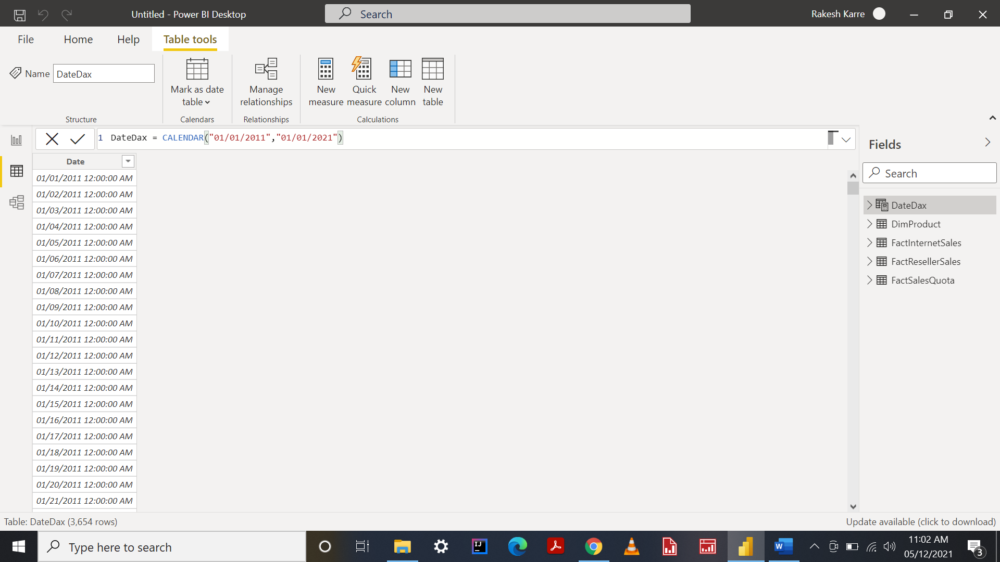 Untitled - Power BI Desktop
Search
Rakesh Karre
File
Home
Help
Table tools
Name
DateDax
Mark as date
table
Manage
relationships
New
measure
Quick
measure
New
column
New
table
Structure
Calendars
Relationships
Calculations
1 DateDax = CALENDAR("01/01/2011","01/01/2021")
Fields
Search
DateDax
DimProduct
FactInternetSales
FactResellerSales
FactSalesQuota
Date
01/01/2011 12:00:00 AM
01/02/2011 12:00:00 AM
01/03/2011 12:00:00 AM
01/04/2011 12:00:00 AM
01/05/2011 12:00:00 AM
01/06/2011 12:00:00 AM
01/07/2011 12:00:00 AM
01/08/2011 12:00:00 AM
01/09/2011 12:00:00 AM
01/10/2011 12:00:00 AM
01/11/2011 12:00:00 AM
01/12/2011 12:00:00 AM
01/13/2011 12:00:00 AM
01/14/2011 12:00:00 AM
01/15/2011 12:00:00 AM
01/16/2011 12:00:00 AM
01/17/2011 12:00:00 AM
01/18/2011 12:00:00 AM
01/19/2011 12:00:00 AM
01/20/2011 12:00:00 AM
01/21/2011 12:00:00 AM
Table: DateDax (3,654 rows)
Update available (click to download)
Type here to search
IJ
W
11:02 AM
05/12/2021
3